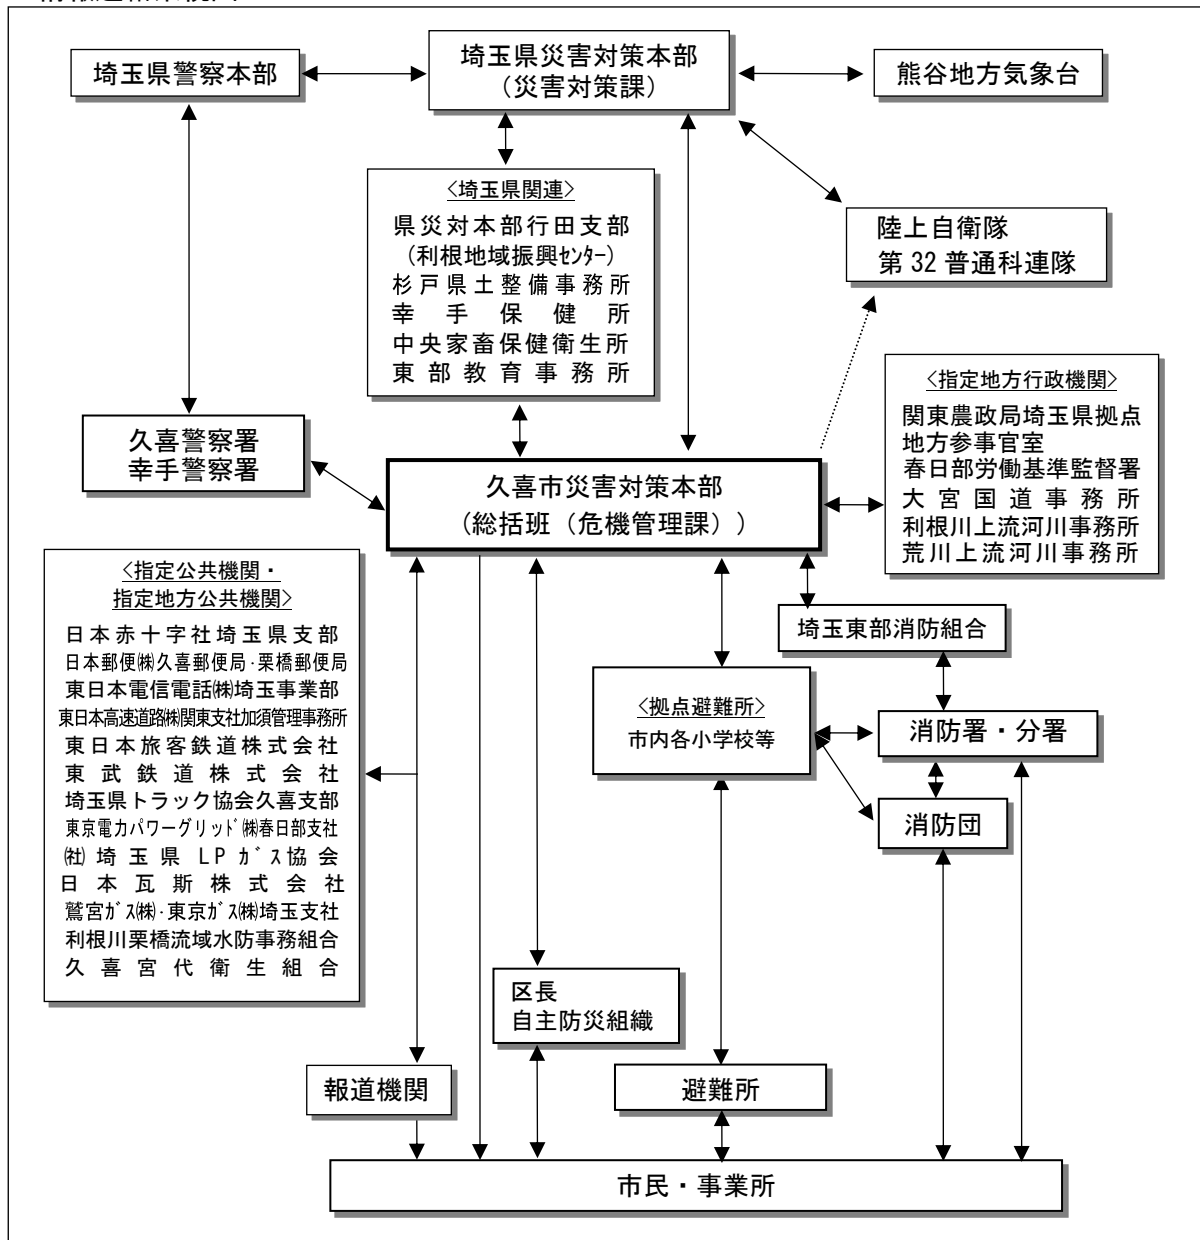 埼玉県警察本部
埼玉県災害対策本部
(災害対策課)
熊谷地方気象台
<埼玉県関連>
県災対本部行田支部
(利根地域振興ｾﾝﾀｰ)
杉戸県土整備事務所
幸手保健所
中央家畜保健衛生所
東部教育事務所
陸上自衛隊
第 32 普通科連隊
<指定地方行政機関>
関東農政局埼玉県拠点
地方参事官室
春日部労働基準監督署
大宮国道事務所
利根川上流河川事務所
荒川上流河川事務所
久喜警察署
幸手警察署
久喜市災害対策本部
(総括班（危機管理課）)
<指定公共機関・
指定地方公共機関>
日本赤十字社埼玉県支部
日本郵便㈱久喜郵便局･栗橋郵便局
東日本電信電話㈱埼玉事業部
東日本高速道路㈱関東支社加須管理事務所
東日本旅客鉄道株式会社
東武鉄道株式会社
埼玉県トラック協会久喜支部
東京電力パワーグリッド㈱春日部支社
㈳埼玉県 LP ｶﾞｽ協会
日本瓦斯株式会社
鷲宮ｶﾞｽ㈱･東京ｶﾞｽ㈱埼玉支社
利根川栗橋流域水防事務組合
久喜宮代衛生組合
埼玉東部消防組合
<拠点避難所>
市内各小学校等
消防署・分署
消防団
区長
自主防災組織
報道機関
避難所
市民・事業所